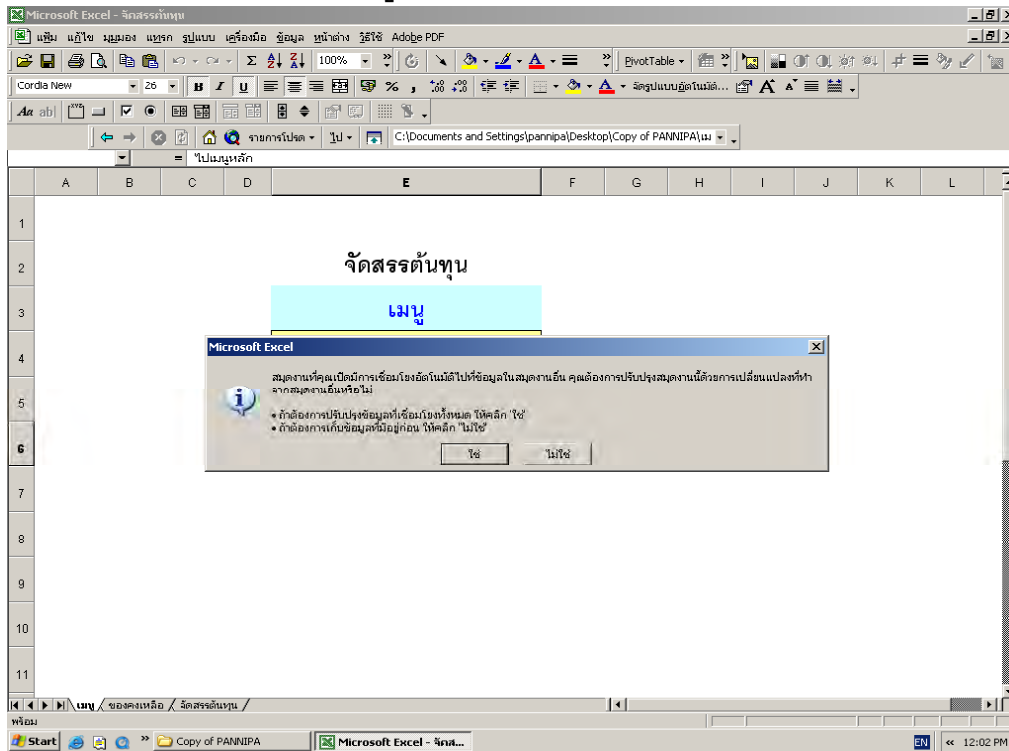 Microsoft Excel - จัดสรรต้นทุน
แฟ้ม แก้ไข มุมมอง แทรก รูปแบบ เครื่องมือ ข้อมูล หน้าต่าง วิธีใช้ Adobe PDF
100% PivotTable
Cordia New 26 B I U % , จัดรูปแบบอัตโนมัติ...
รายการโปรด ไป C:\Documents and Settings\pannipa\Desktop\Copy of PANNIPA\เม
= 'ไปเมนูหลัก
A B C D E F G H I J K L
1
2 จัดสรรต้นทุน
3 เมนู
4
Microsoft Excel
สมุดงานที่คุณเปิดมีการเชื่อมโยงอัตโนมัติไปที่ข้อมูลในสมุดงานอื่น คุณต้องการปรับปรุงสมุดงานนี้ด้วยการเปลี่ยนแปลงที่ทำ
จากสมุดงานอื่นหรือไม่
• ถ้าต้องการปรับปรุงข้อมูลที่เชื่อมโยงทั้งหมด ให้คลิก 'ใช่'
• ถ้าต้องการเก็บข้อมูลที่มีอยู่ก่อน ให้คลิก 'ไม่ใช่'
ใช่ ไม่ใช่
5
6
7
8
9
10
11
เมนู / ของคงเหลือ / จัดสรรต้นทุน /
พร้อม
Start Copy of PANNIPA Microsoft Excel - จัดส... EN 12:02 PM